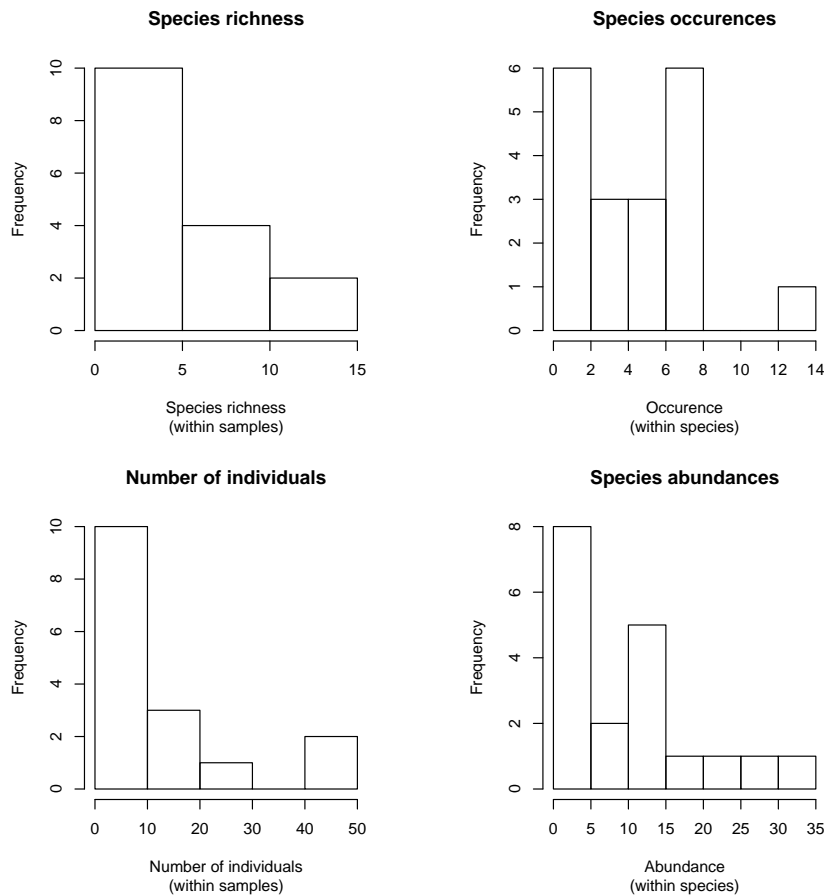 Species richness
Frequency
10
8
6
4
2
0
0 5 10 15
Species richness
(within samples)
Species occurences
Frequency
6
5
4
3
2
1
0
0 2 4 6 8 10 12 14
Occurence
(within species)
Number of individuals
Frequency
10
8
6
4
2
0
0 10 20 30 40 50
Number of individuals
(within samples)
Species abundances
Frequency
8
6
4
2
0
0 5 10 15 20 25 30 35
Abundance
(within species)